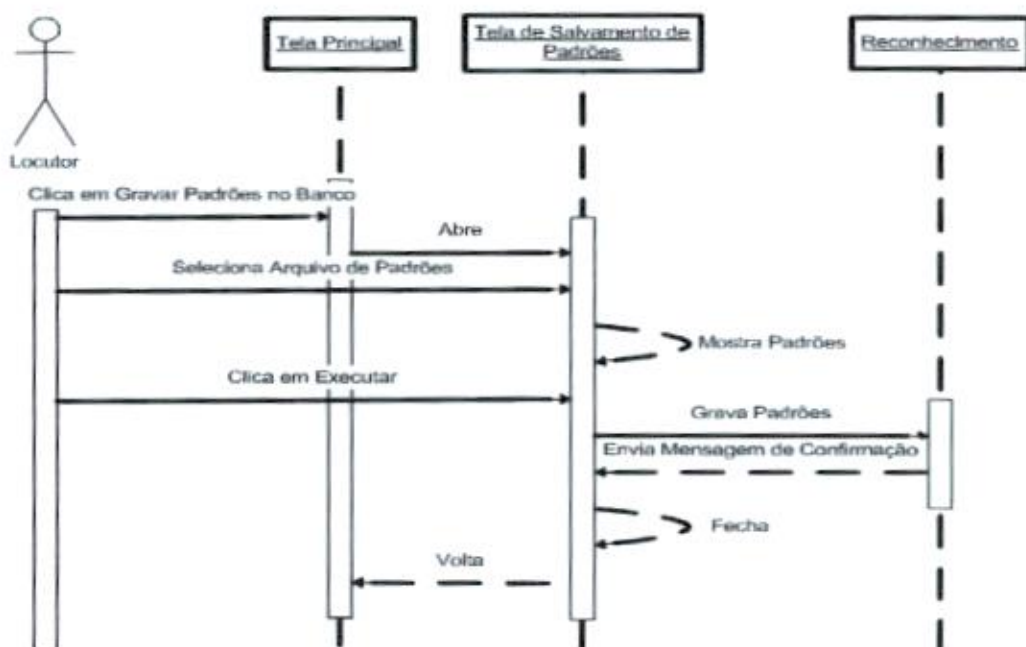 Tela Principal
Tela de Salvamento de
Padrões
Reconhecimento
Locutor
Clica em Gravar Padrões no Banco
Abre
Seleciona Arquivo de Padrões
Mostra Padrões
Clica em Executar
Grava Padrões
Envia Mensagem de Confirmação
Fecha
Volta